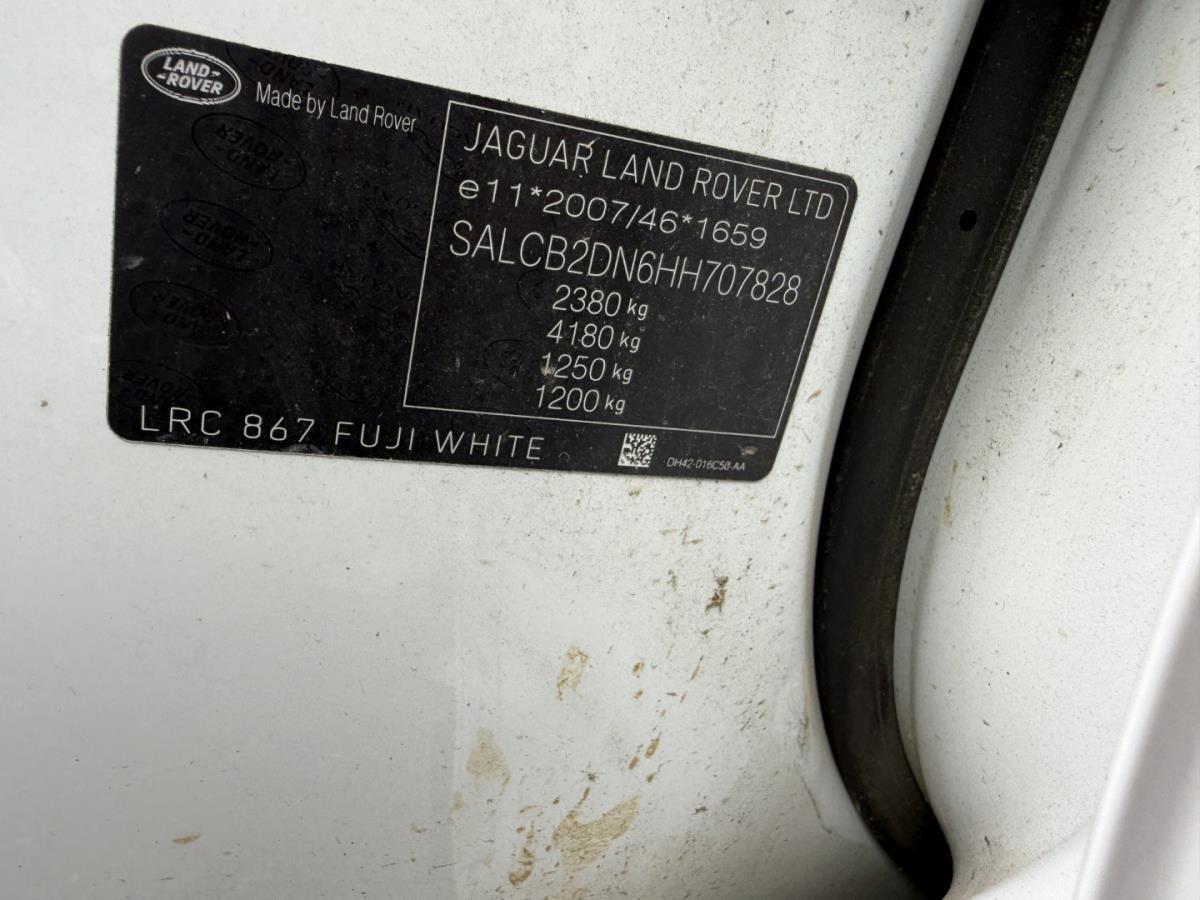 LAND-
-ROVER
Made by Land Rover
JAGUAR LAND ROVER LTD
e11*2007/46*1659
SALCB2DN6HH707828
2380 kg
4180 kg
1250 kg
1200 kg
LRC 867 FUJI WHITE
DH42-016C50-AA